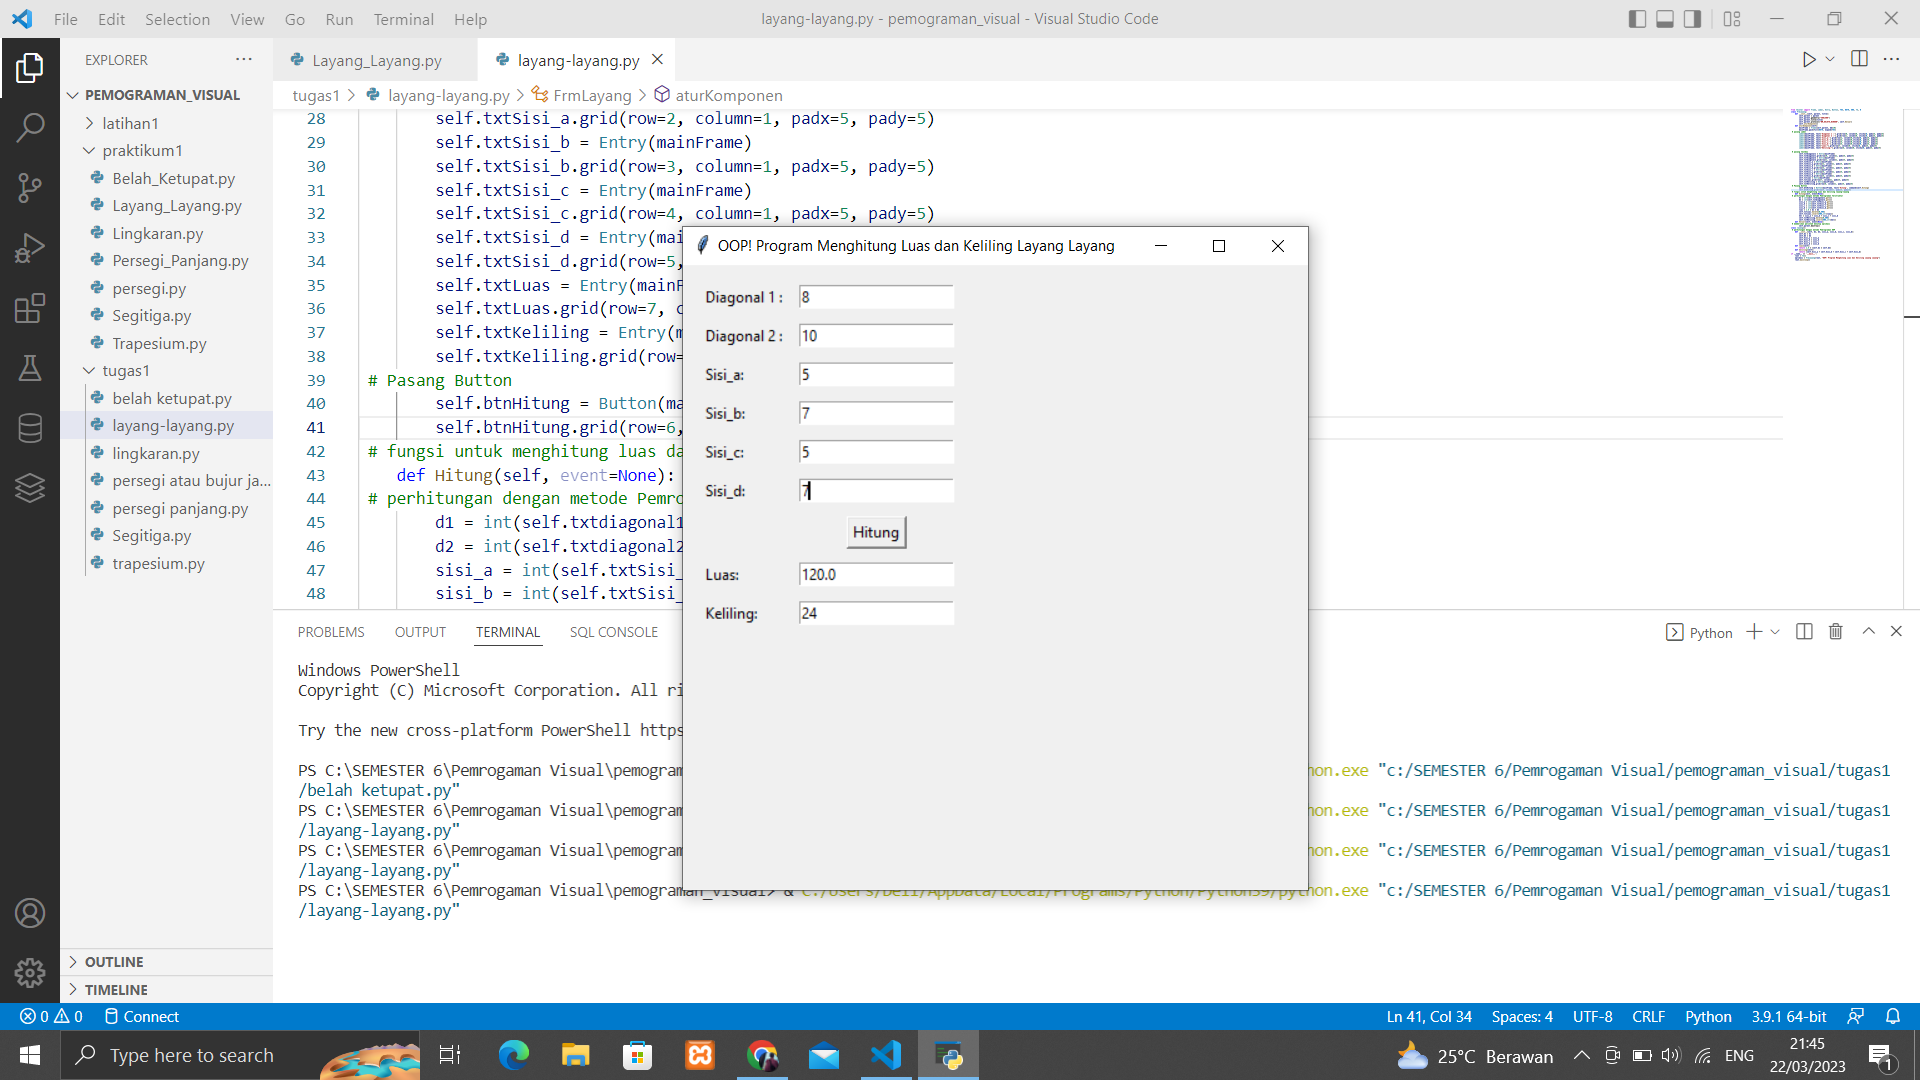 File Edit Selection View Go Run Terminal Help
layang-layang.py - pemograman_visual - Visual Studio Code
EXPLORER
PEMOGRAMAN_VISUAL
latihan1
praktikum1
Belah_Ketupat.py
Layang_Layang.py
Lingkaran.py
Persegi_Panjang.py
persegi.py
Segitiga.py
Trapesium.py
tugas1
belah ketupat.py
layang-layang.py
lingkaran.py
persegi atau bujur ja...
persegi panjang.py
Segitiga.py
trapesium.py
OUTLINE
TIMELINE
Layang_Layang.py
layang-layang.py
tugas1 > layang-layang.py > FrmLayang > aturKomponen
28 self.txtSisi_a.grid(row=2, column=1, padx=5, pady=5)
29 self.txtSisi_b = Entry(mainFrame)
30 self.txtSisi_b.grid(row=3, column=1, padx=5, pady=5)
31 self.txtSisi_c = Entry(mainFrame)
32 self.txtSisi_c.grid(row=4, column=1, padx=5, pady=5)
33 self.txtSisi_d = Entry(mai
34 self.txtSisi_d.grid(row=5,
35 self.txtLuas = Entry(mainF
36 self.txtLuas.grid(row=7, c
37 self.txtKeliling = Entry(m
38 self.txtKeliling.grid(row=
39 # Pasang Button
40 self.btnHitung = Button(ma
41 self.btnHitung.grid(row=6,
42 # fungsi untuk menghitung luas da
43 def Hitung(self, event=None):
44 # perhitungan dengan metode Pemro
45 d1 = int(self.txtdiagonal1
46 d2 = int(self.txtdiagonal2
47 sisi_a = int(self.txtSisi_
48 sisi_b = int(self.txtSisi_
OOP! Program Menghitung Luas dan Keliling Layang Layang
Diagonal 1 : 8
Diagonal 2 : 10
Sisi_a: 5
Sisi_b: 7
Sisi_c: 5
Sisi_d: 7
Hitung
Luas: 120.0
Keliling: 24
PROBLEMS OUTPUT TERMINAL SQL CONSOLE
Python
Windows PowerShell
Copyright (C) Microsoft Corporation. All ri
Try the new cross-platform PowerShell https
PS C:\SEMESTER 6\Pemrogaman Visual\pemogram hon.exe "c:/SEMESTER 6/Pemrogaman Visual/pemograman_visual/tugas1
/belah ketupat.py"
PS C:\SEMESTER 6\Pemrogaman Visual\pemogram hon.exe "c:/SEMESTER 6/Pemrogaman Visual/pemograman_visual/tugas1
/layang-layang.py"
PS C:\SEMESTER 6\Pemrogaman Visual\pemogram hon.exe "c:/SEMESTER 6/Pemrogaman Visual/pemograman_visual/tugas1
/layang-layang.py"
PS C:\SEMESTER 6\Pemrogaman Visual\pemograman_visual> & C:/Users/Dell/AppData/Local/Programs/Python/Python39/python.exe "c:/SEMESTER 6/Pemrogaman Visual/pemograman_visual/tugas1
/layang-layang.py"
0 0 Connect
Ln 41, Col 34 Spaces: 4 UTF-8 CRLF Python 3.9.1 64-bit
Type here to search
25°C Berawan
ENG
21:45
22/03/2023
1